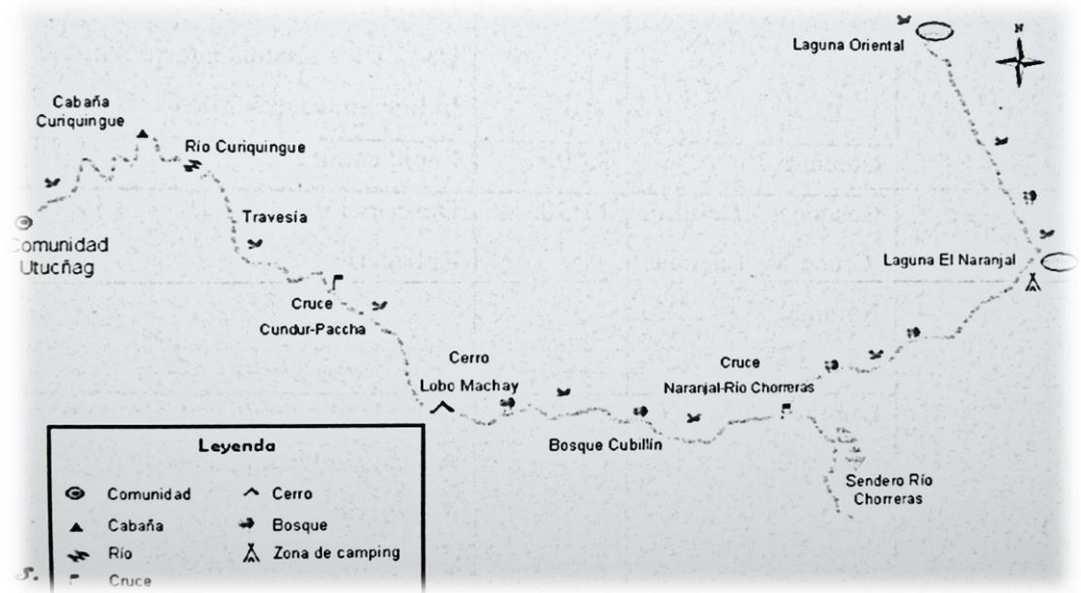 Laguna Oriental
N
Cabaña
Curiquingue
Río Curiquingue
Travesía
Comunidad
Utucñag
Laguna El Naranjal
Cruce
Cundur-Paccha
Cerro
Lobo Machay
Cruce
Naranjal-Río Chorreras
Bosque Cubillín
Sendero Río
Chorreras
Leyenda
Comunidad
Cabaña
Río
Cruce
Cerro
Bosque
Zona de camping
s.